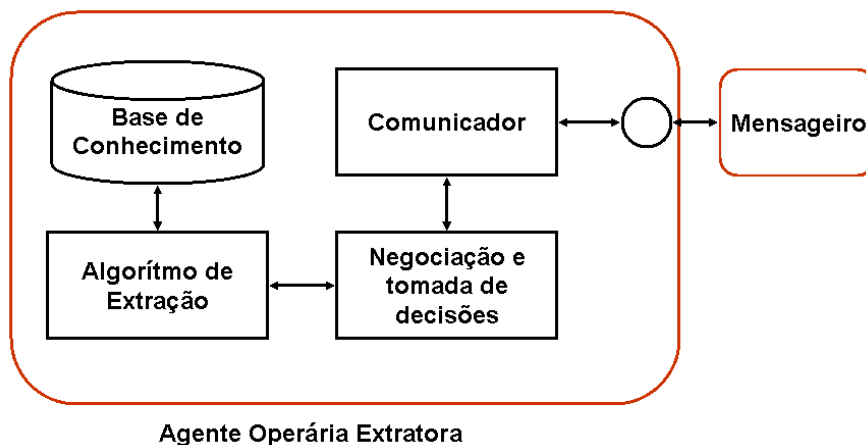 Base de
Conhecimento
Comunicador
Mensageiro
Algorítmo de
Extração
Negociação e
tomada de
decisões
Agente Operária Extratora